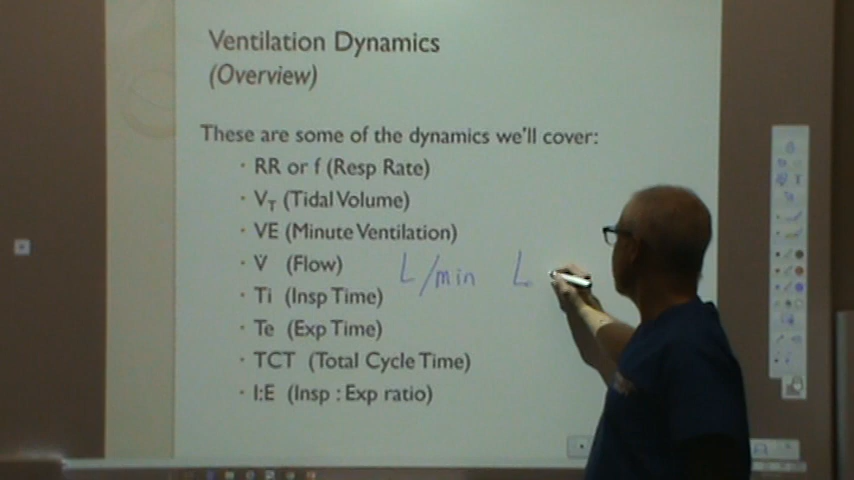 Ventilation Dynamics
(Overview)
These are some of the dynamics we'll cover:
• RR or f (Resp Rate)
• VT (Tidal Volume)
• VE (Minute Ventilation)
• V̇ (Flow) L/min L
• Ti (Insp Time)
• Te (Exp Time)
• TCT (Total Cycle Time)
• I:E (Insp : Exp ratio)